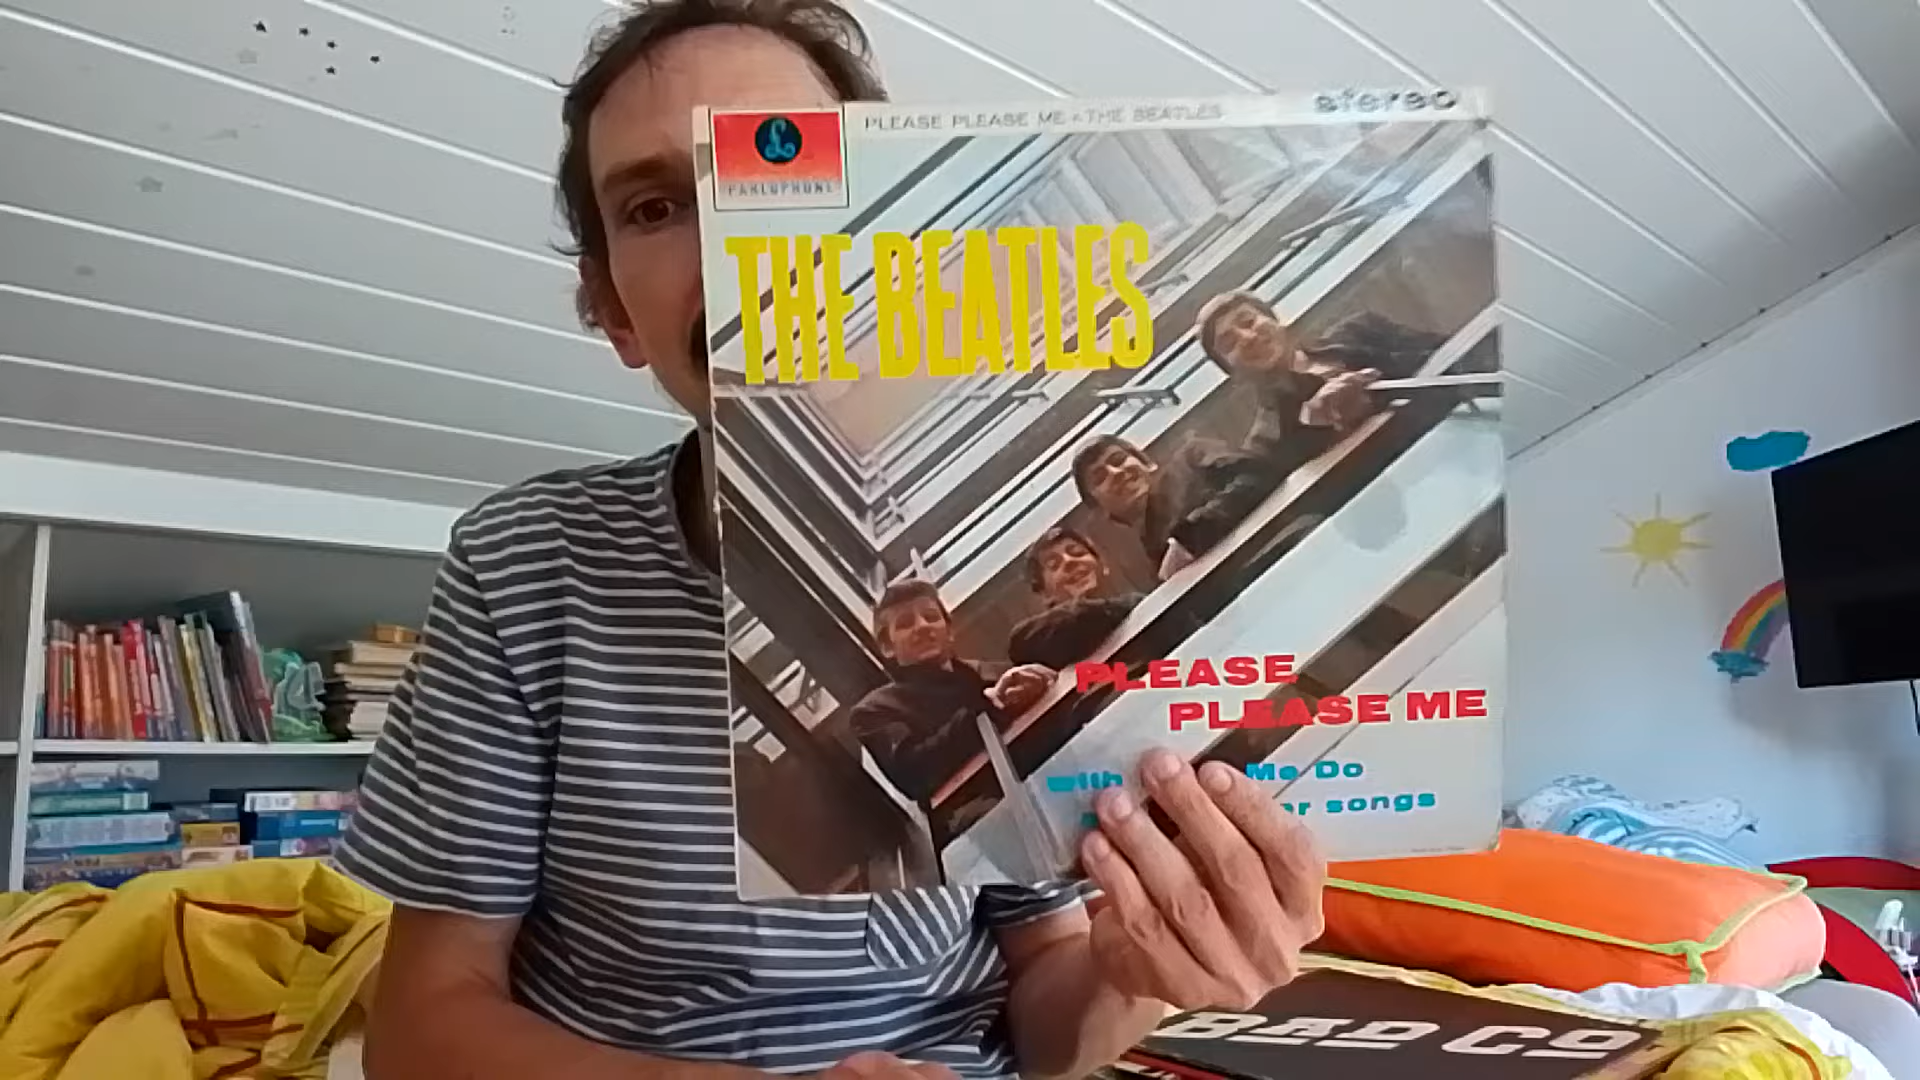 PLEASE PLEASE ME • THE BEATLES
stereo
PARLOPHONE
THE BEATLES
PLEASE
PLEASE ME
with Me Do
songs
BAD CO